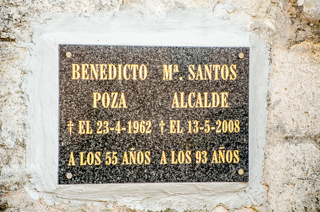 BENEDICTO Mª. SANTOS
POZA ALCALDE
† EL 23-4-1962 † EL 13-5-2008
A LOS 55 AÑOS A LOS 93 AÑOS